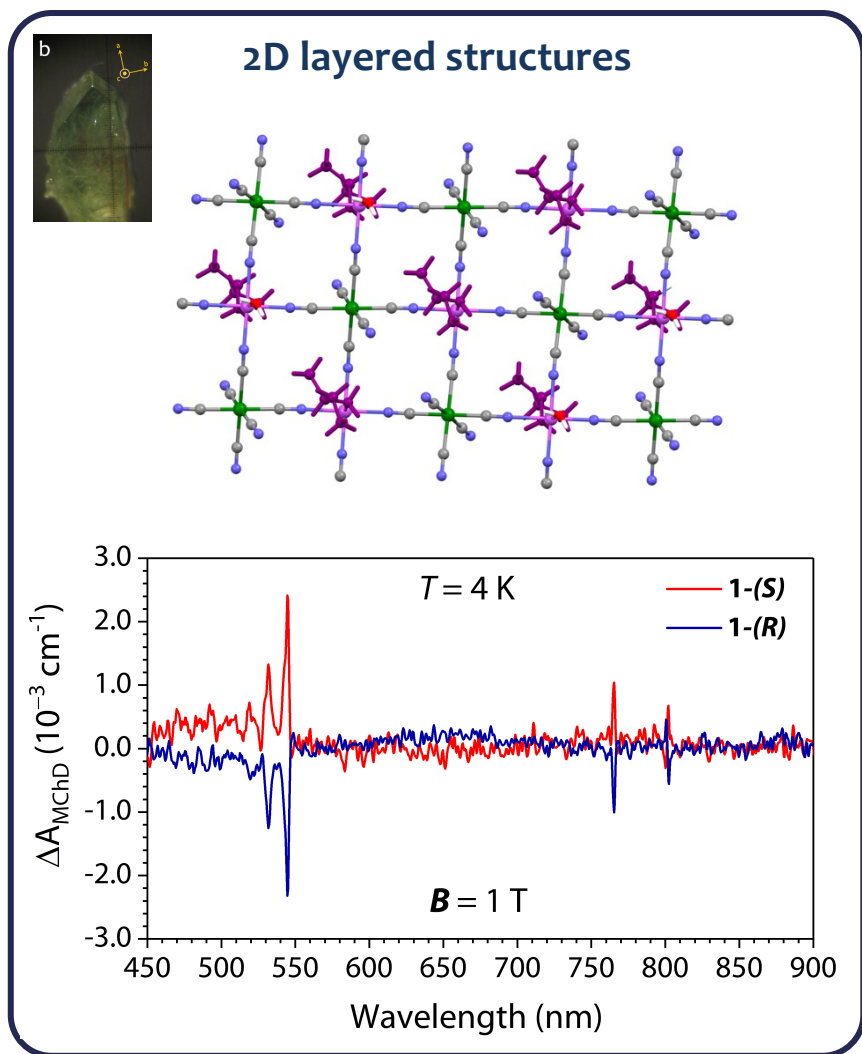 b
a
b
c
2D layered structures
3.0
2.0
1.0
0.0
-1.0
-2.0
-3.0
ΔA_MChD (10⁻³ cm⁻¹)
T = 4 K
1-(S)
1-(R)
B = 1 T
450 500 550 600 650 700 750 800 850 900
Wavelength (nm)